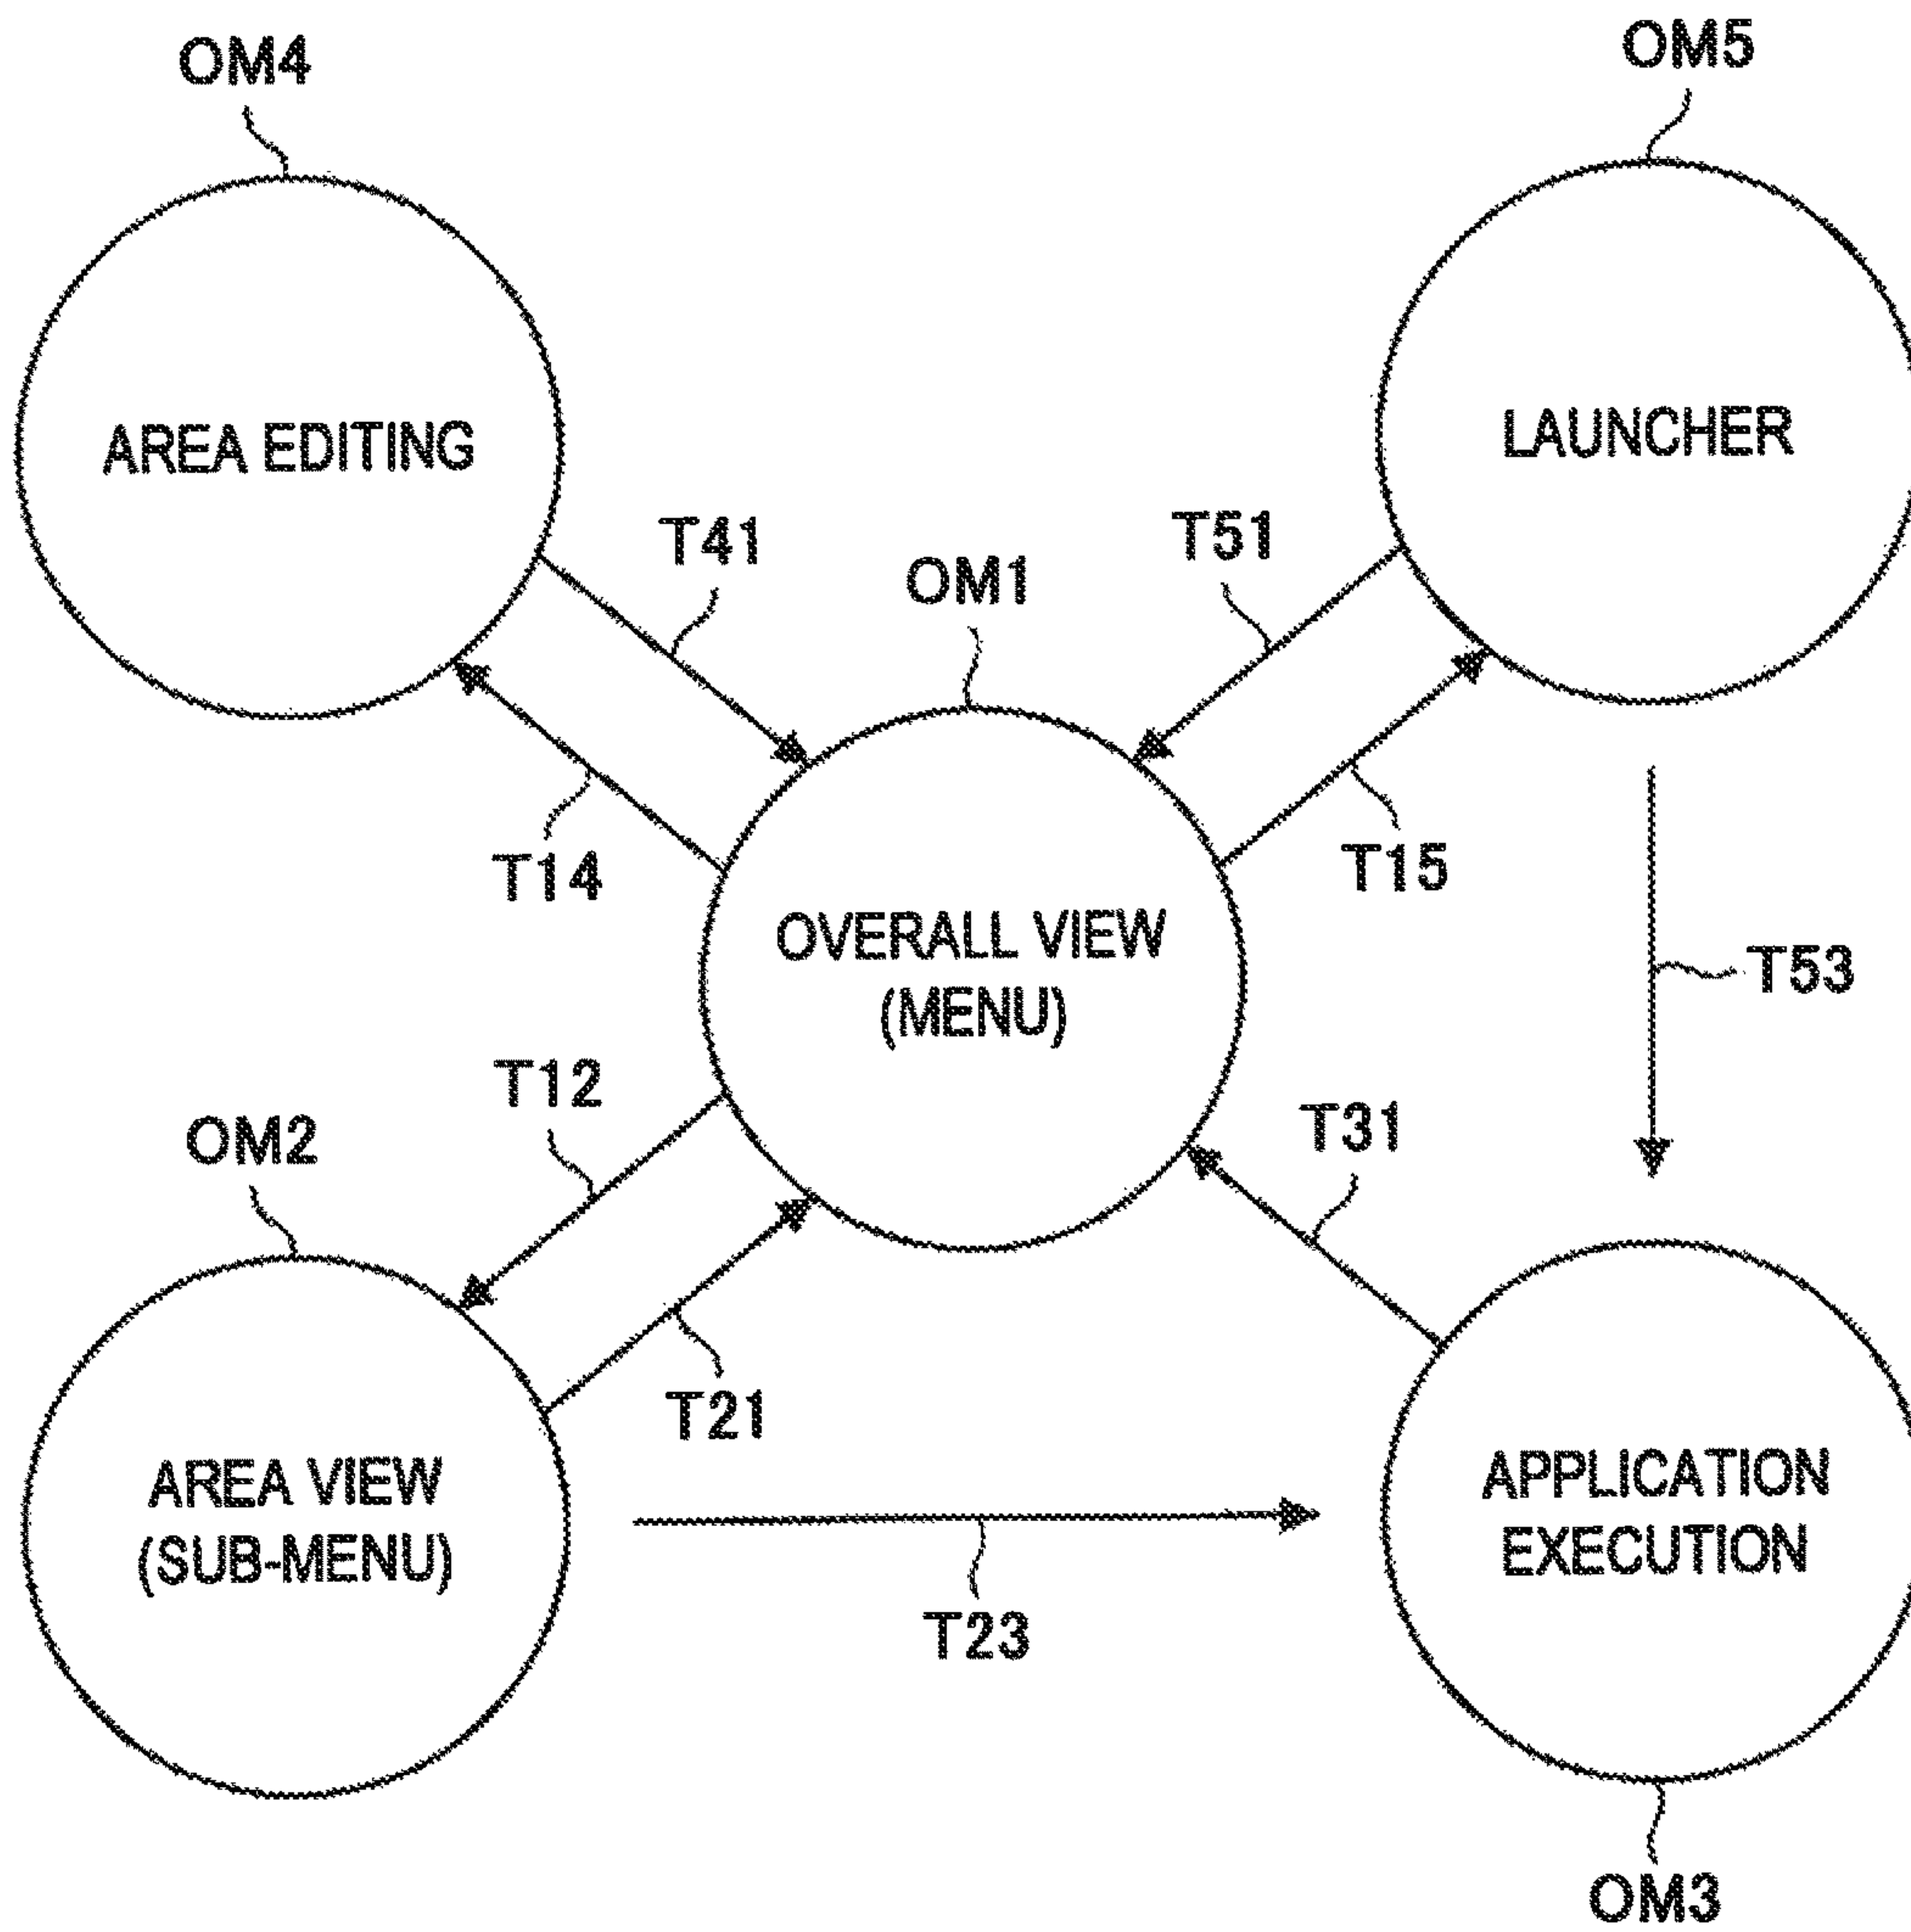 OM4
OM5
AREA EDITING
LAUNCHER
T41
T51
OM1
T14
T15
OVERALL VIEW
(MENU)
T53
T12
OM2
T31
T21
AREA VIEW
(SUB-MENU)
APPLICATION
EXECUTION
T23
OM3